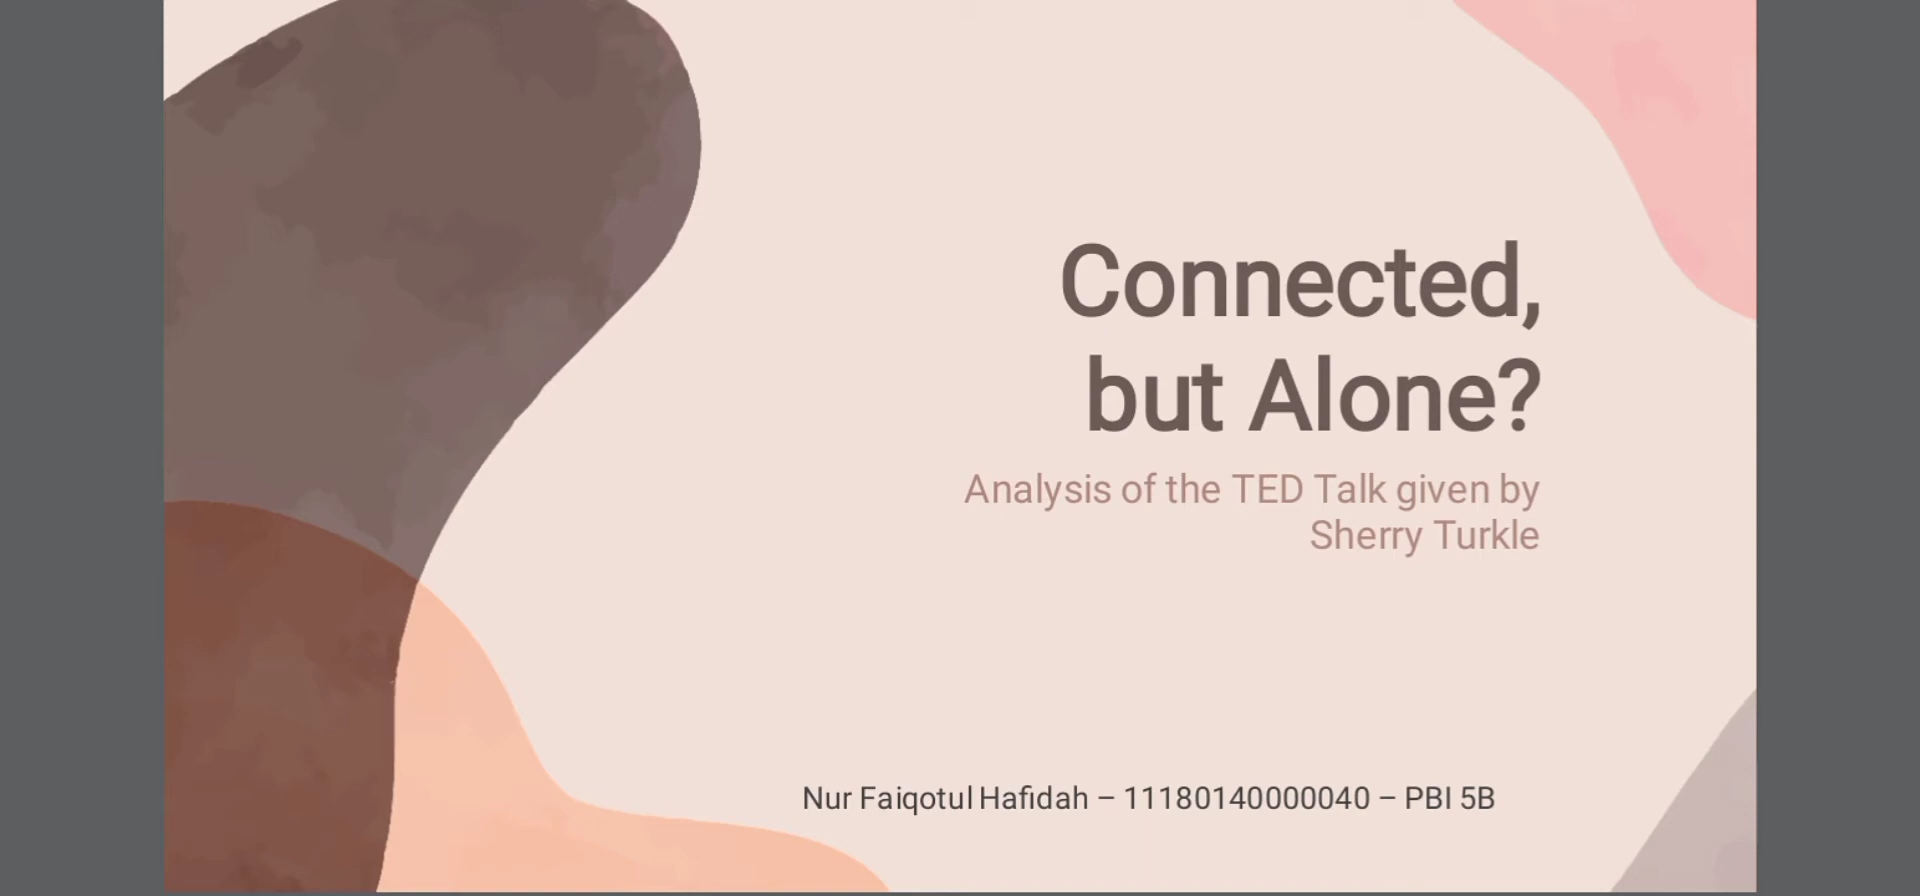 Connected,
but Alone?
Analysis of the TED Talk given by
Sherry Turkle
Nur Faiqotul Hafidah – 11180140000040 – PBI 5B